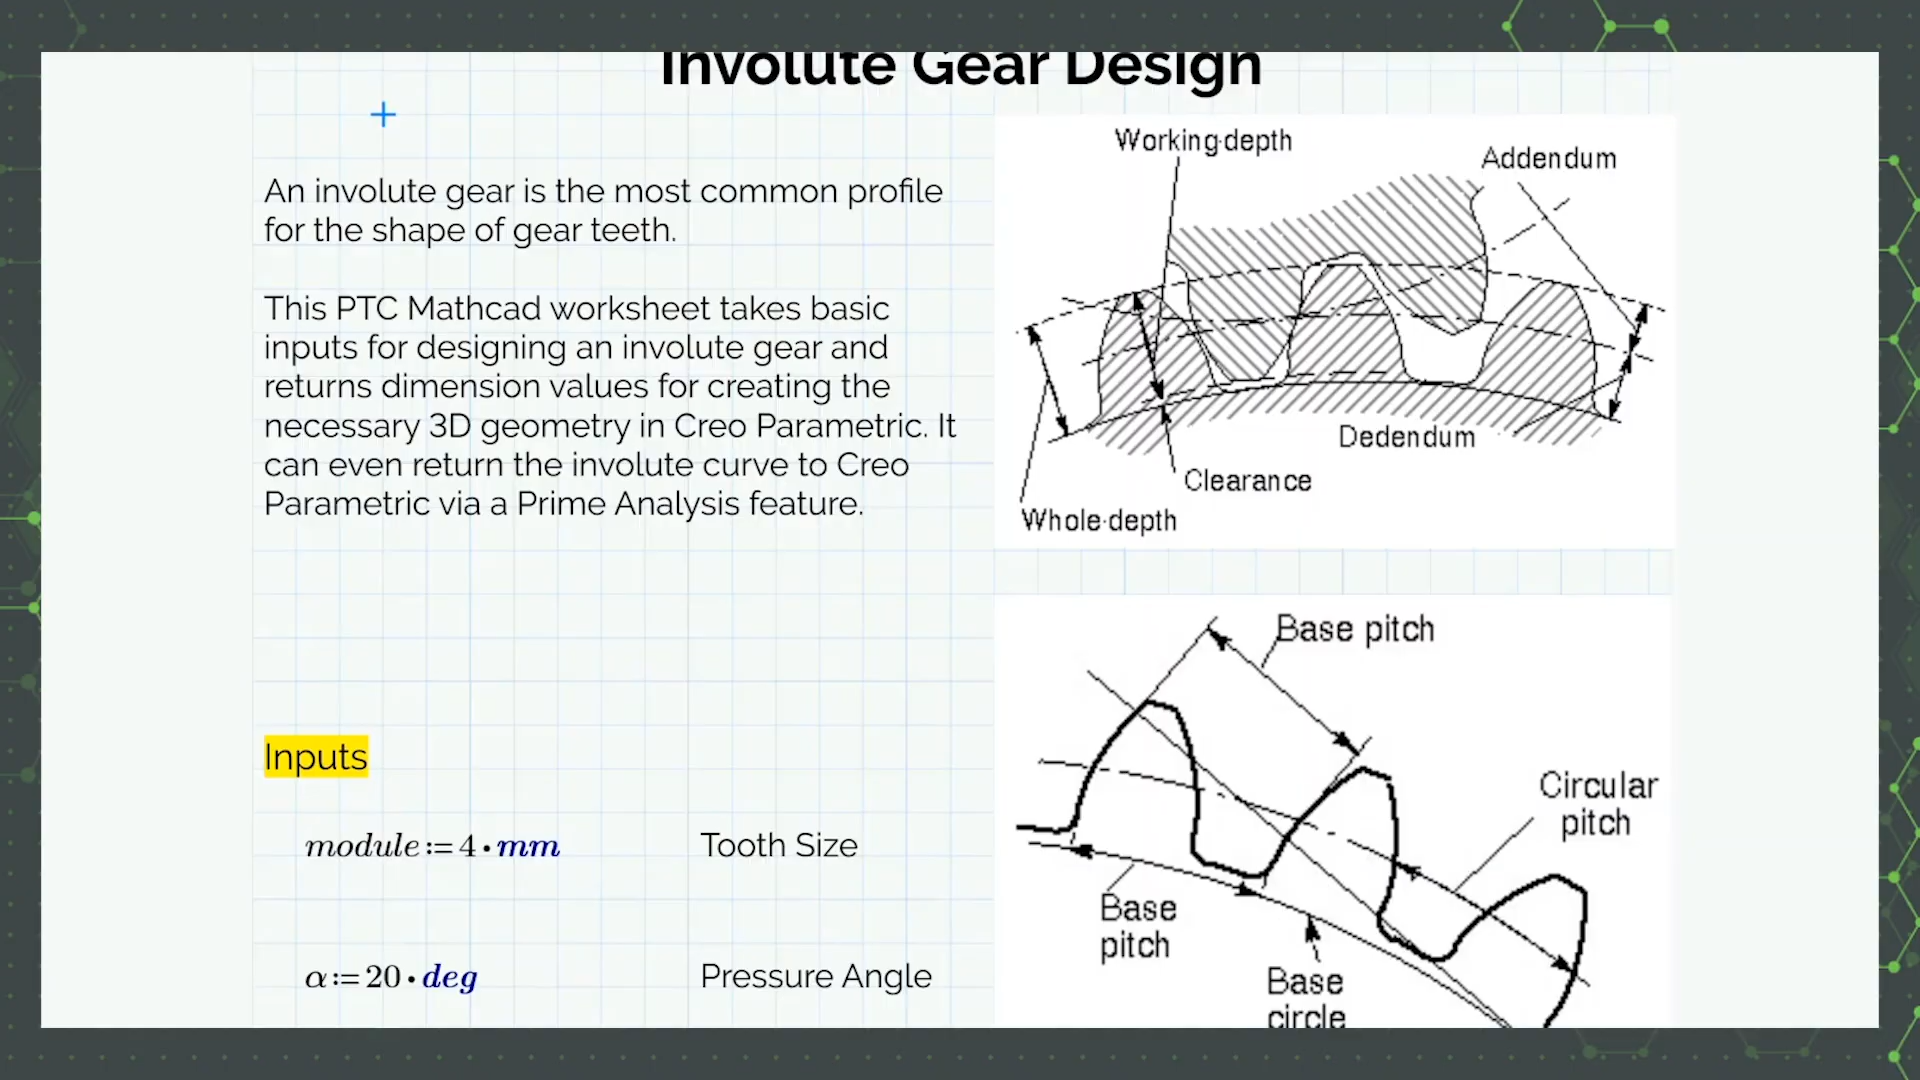 Involute Gear Design
An involute gear is the most common profile
for the shape of gear teeth.
This PTC Mathcad worksheet takes basic
inputs for designing an involute gear and
returns dimension values for creating the
necessary 3D geometry in Creo Parametric. It
can even return the involute curve to Creo
Parametric via a Prime Analysis feature.
Working depth
Addendum
Dedendum
Clearance
Whole depth
Inputs
module := 4 • mm Tooth Size
α := 20 • deg Pressure Angle
Base pitch
Circular
pitch
Base
pitch
Base
circle